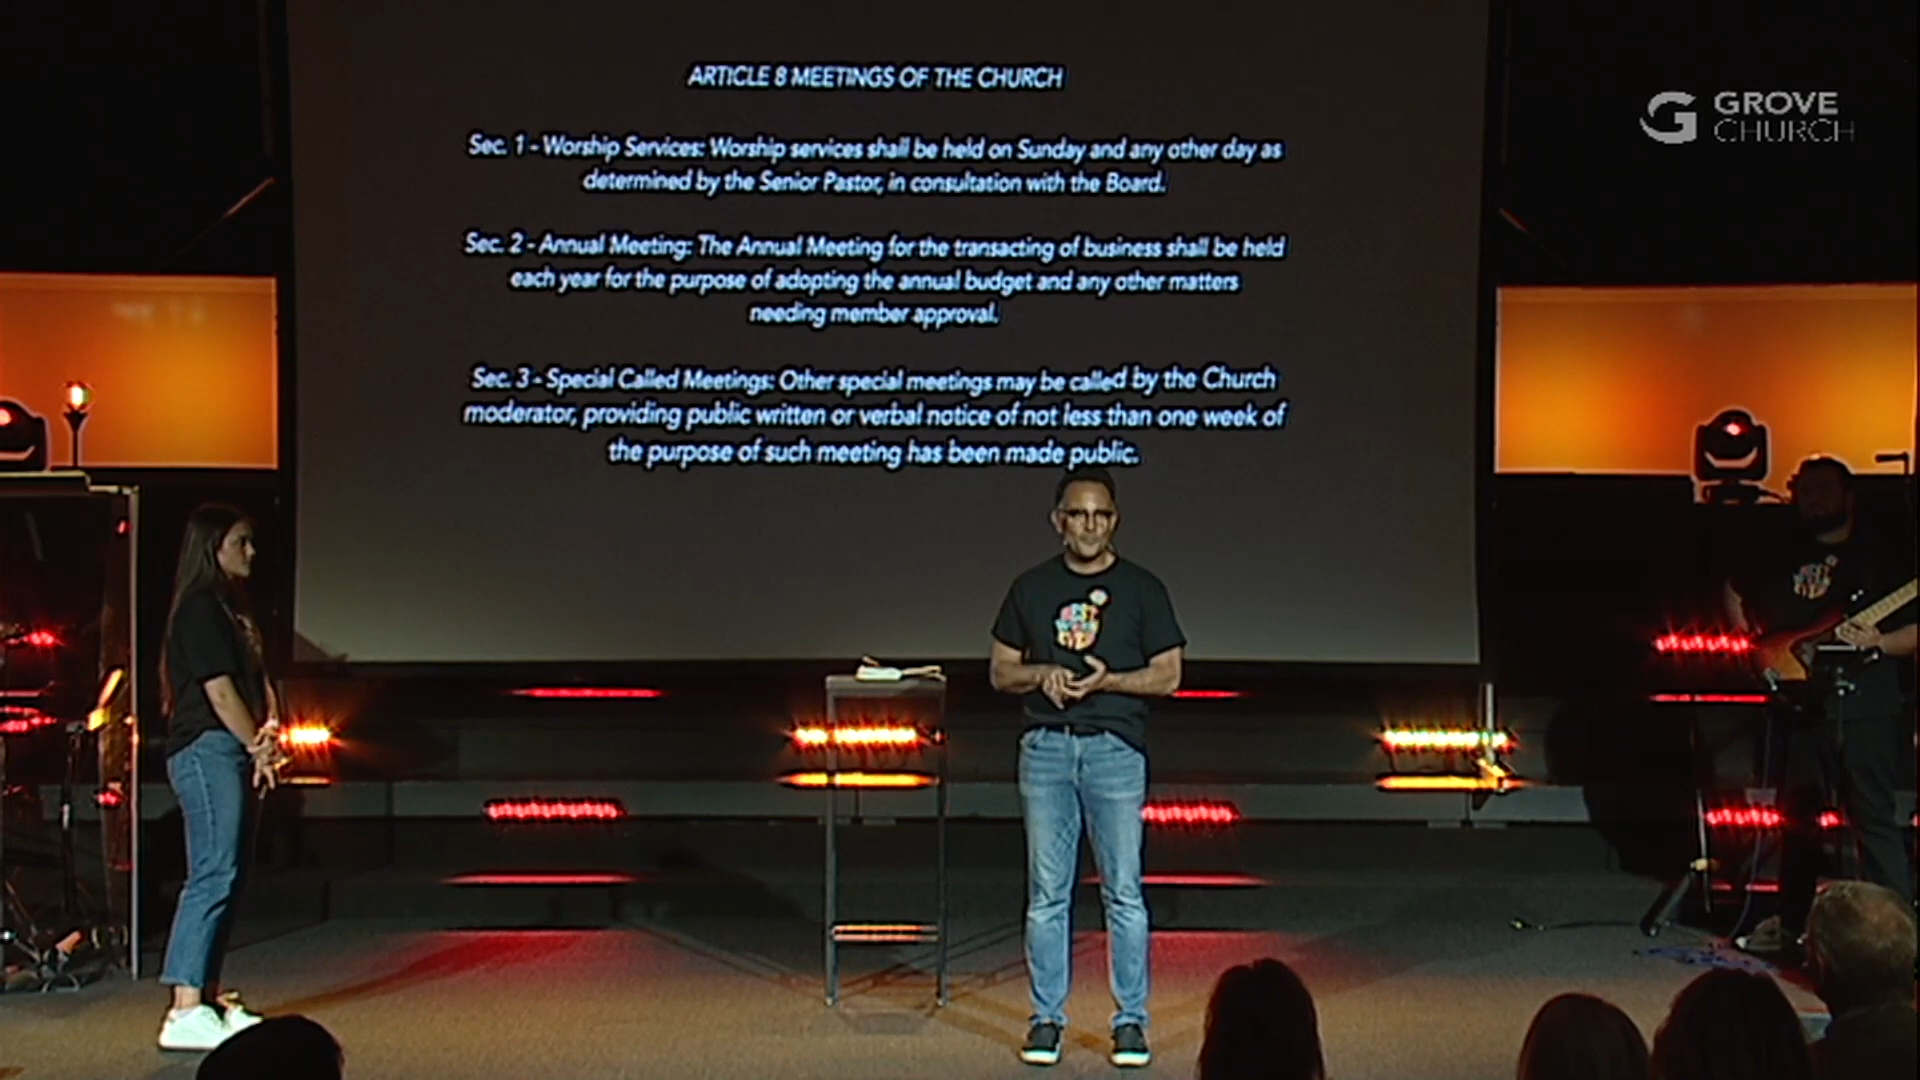 ARTICLE 8 MEETINGS OF THE CHURCH
GROVE
CHURCH
Sec. 1 - Worship Services: Worship services shall be held on Sunday and any other day as
determined by the Senior Pastor, in consultation with the Board.
Sec. 2 - Annual Meeting: The Annual Meeting for the transacting of business shall be held
each year for the purpose of adopting the annual budget and any other matters
needing member approval.
Sec. 3 - Special Called Meetings: Other special meetings may be called by the Church
moderator, providing public written or verbal notice of not less than one week of
the purpose of such meeting has been made public.
BEST
WEEK
EVER